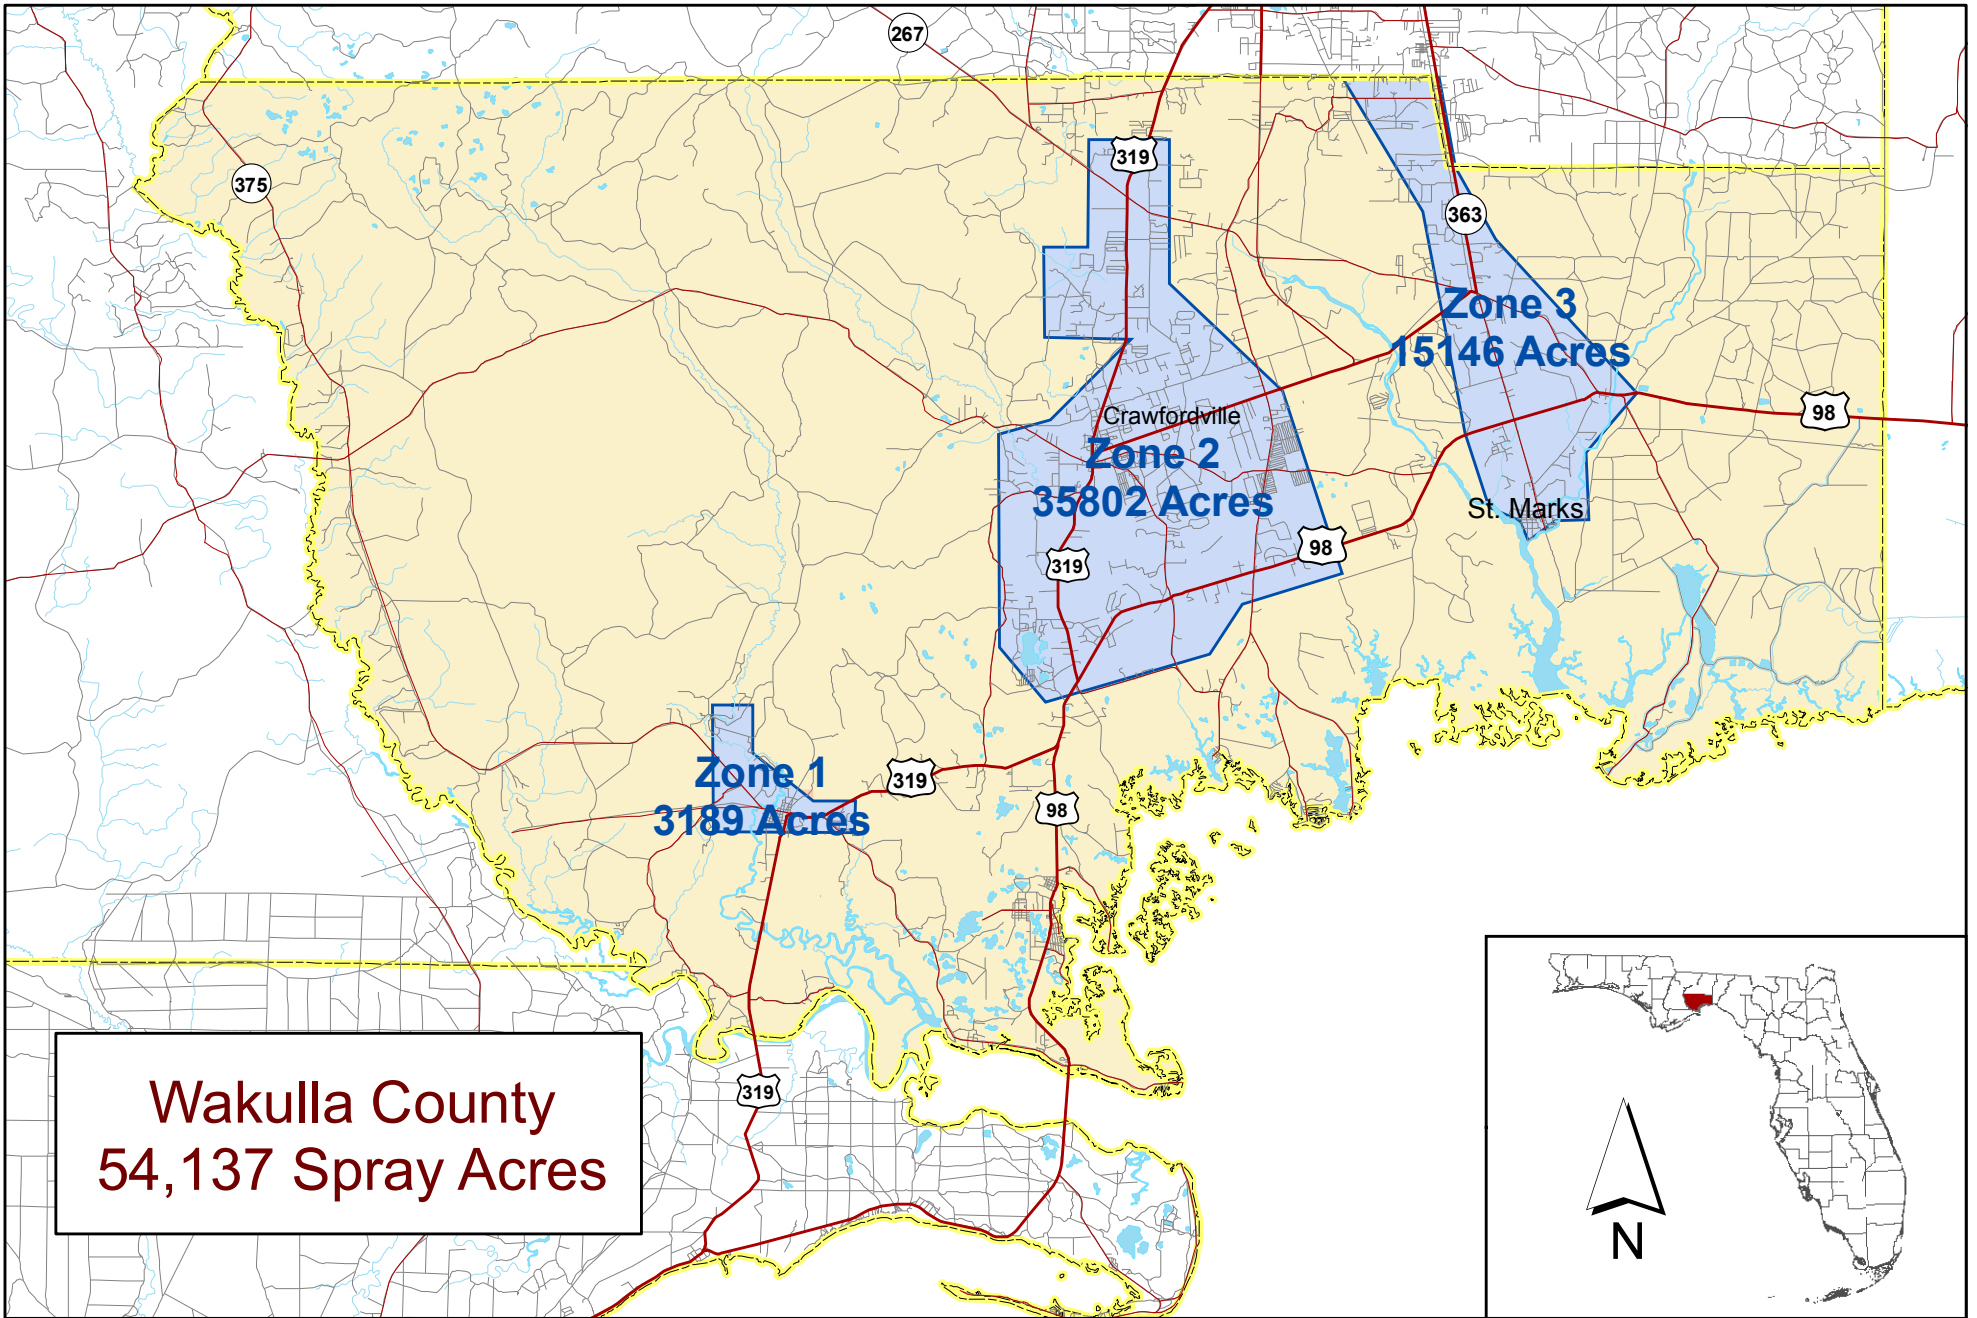 267
319
375
363
Zone 3
15146 Acres
98
Crawfordville
Zone 2
35802 Acres
St. Marks
98
319
Zone 1
3189 Acres
319
98
319
Wakulla County
54,137 Spray Acres
N